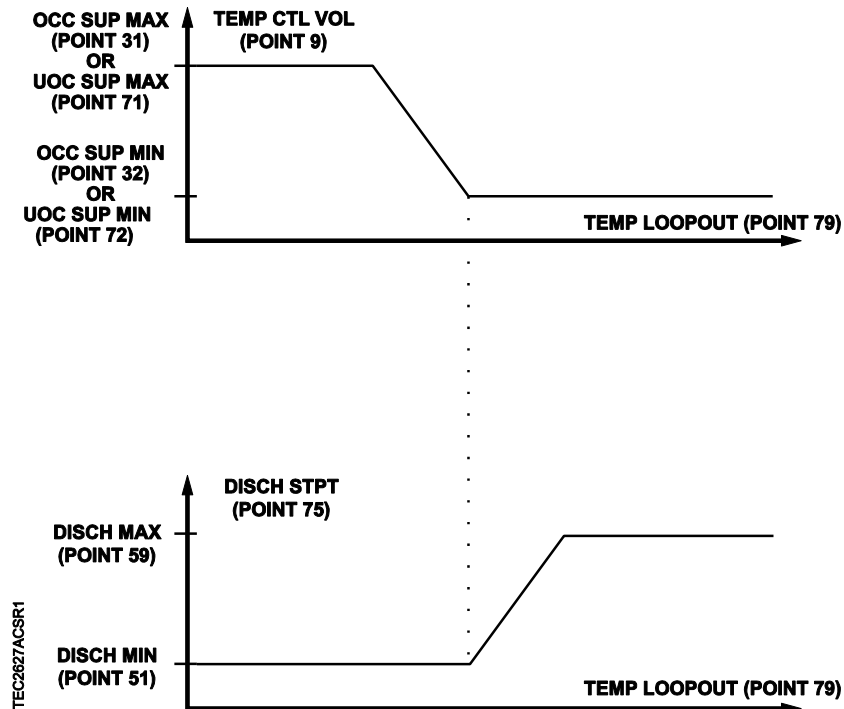 OCC SUP MAX
(POINT 31)
OR
UOC SUP MAX
(POINT 71)
TEMP CTL VOL
(POINT 9)
OCC SUP MIN
(POINT 32)
OR
UOC SUP MIN
(POINT 72)
TEMP LOOPOUT (POINT 79)
DISCH STPT
(POINT 75)
DISCH MAX
(POINT 59)
DISCH MIN
(POINT 51)
TEMP LOOPOUT (POINT 79)
TEC2627ACSR1